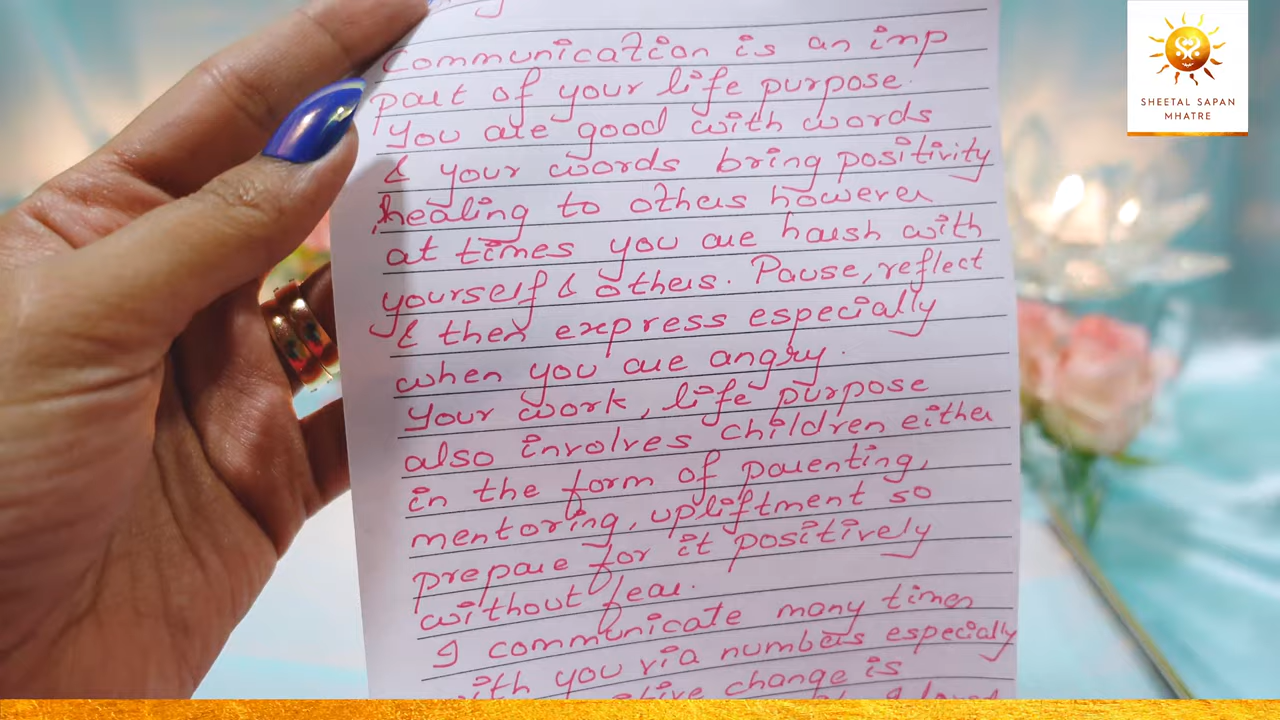 Communication is an imp
part of your life purpose.
You are good with words
& your words bring positivity
healing to others however
at times you are harsh with
yourself & others. Pause, reflect
& then express especially
when you are angry.
Your work, life purpose
also involves children either
in the form of parenting,
mentoring, upliftment so
prepare for it positively
without fear.
I communicate many times
with you via numbers especially
change is
SHEETAL SAPAN
MHATRE